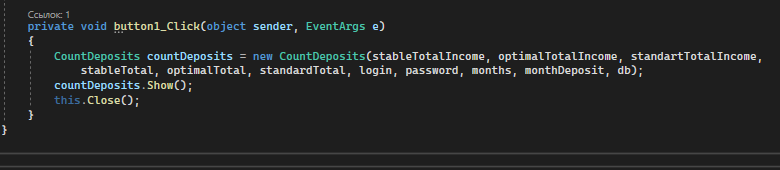 Ссылок: 1
private void button1_Click(object sender, EventArgs e)
{
CountDeposits countDeposits = new CountDeposits(stableTotalIncome, optimalTotalIncome, standartTotalIncome,
stableTotal, optimalTotal, standardTotal, login, password, months, monthDeposit, db);
countDeposits.Show();
this.Close();
}
}